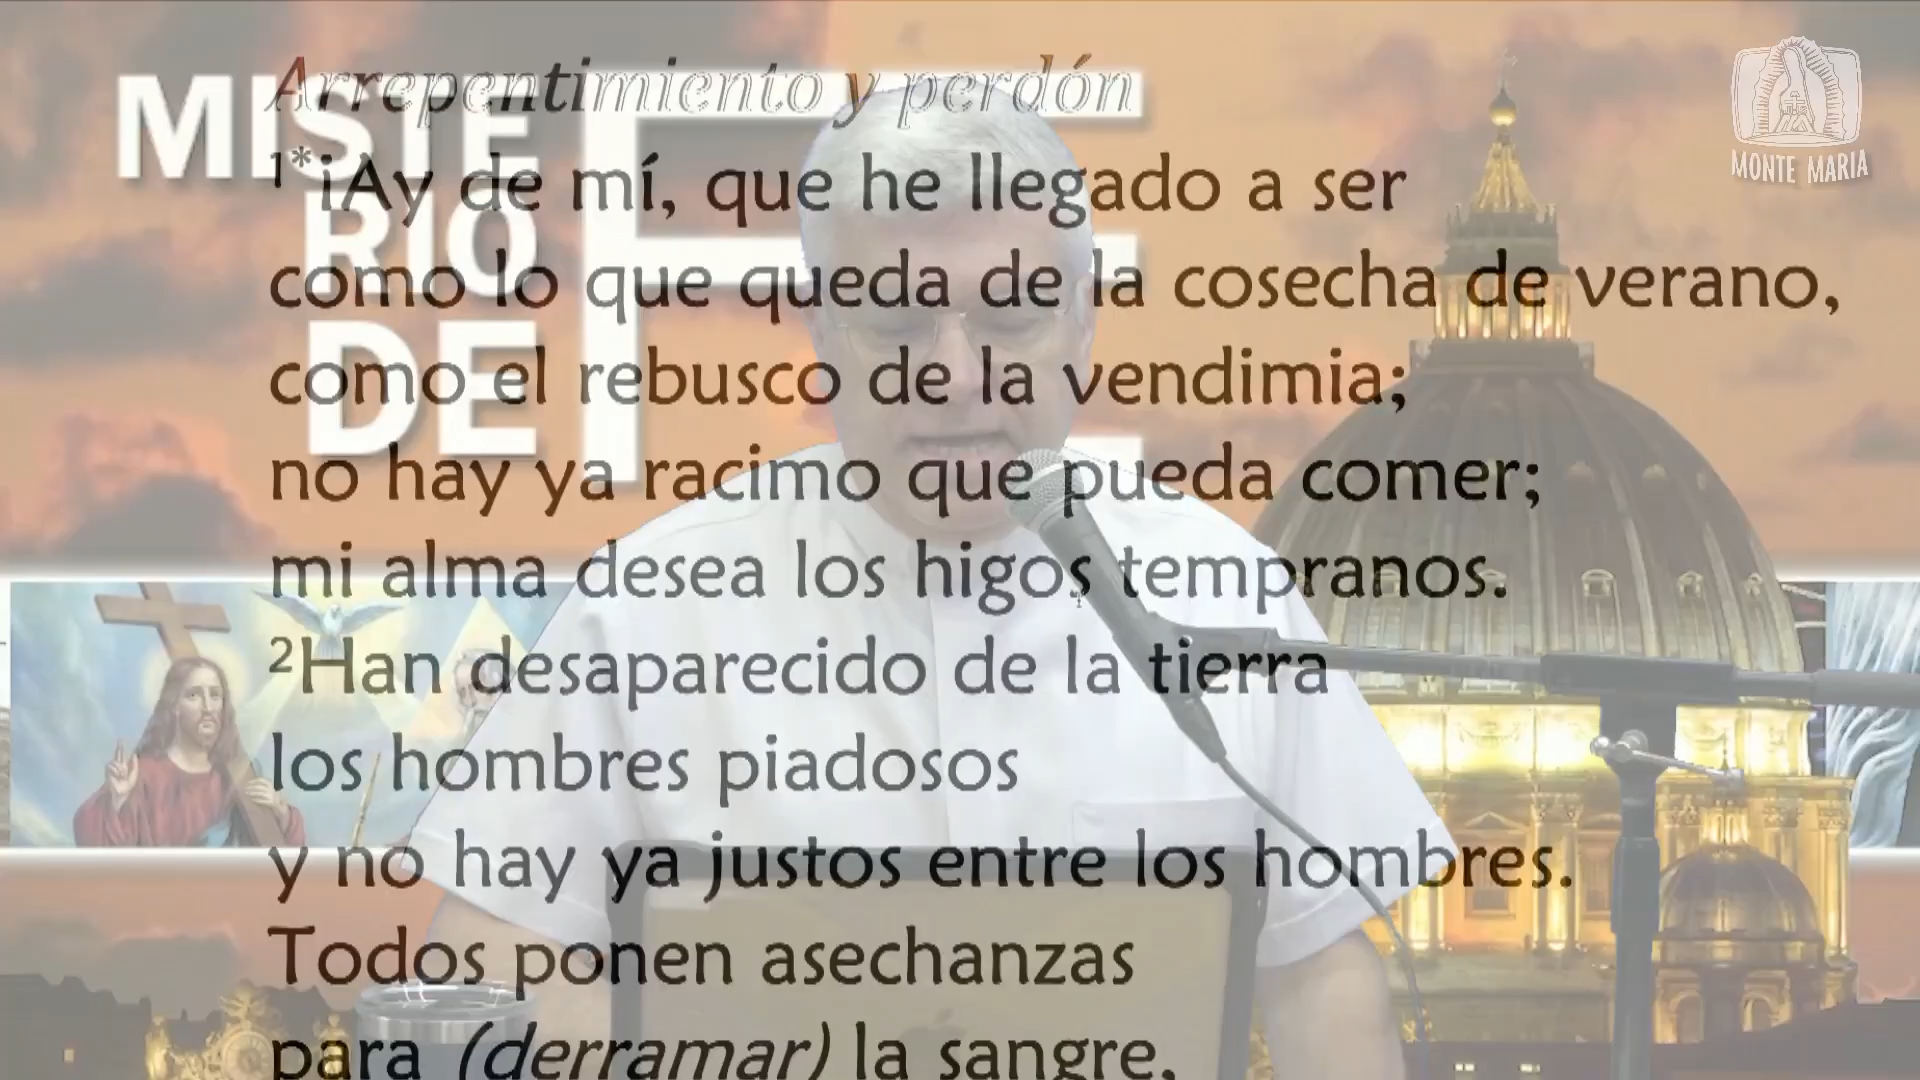 MISTE
RIO
DE
MONTE MARIA
Arrepentimiento y perdón
1*¡Ay de mí, que he llegado a ser
como lo que queda de la cosecha de verano,
como el rebusco de la vendimia;
no hay ya racimo que pueda comer;
mi alma desea los higos tempranos.
2Han desaparecido de la tierra
los hombres piadosos
y no hay ya justos entre los hombres.
Todos ponen asechanzas
para (derramar) la sangre,